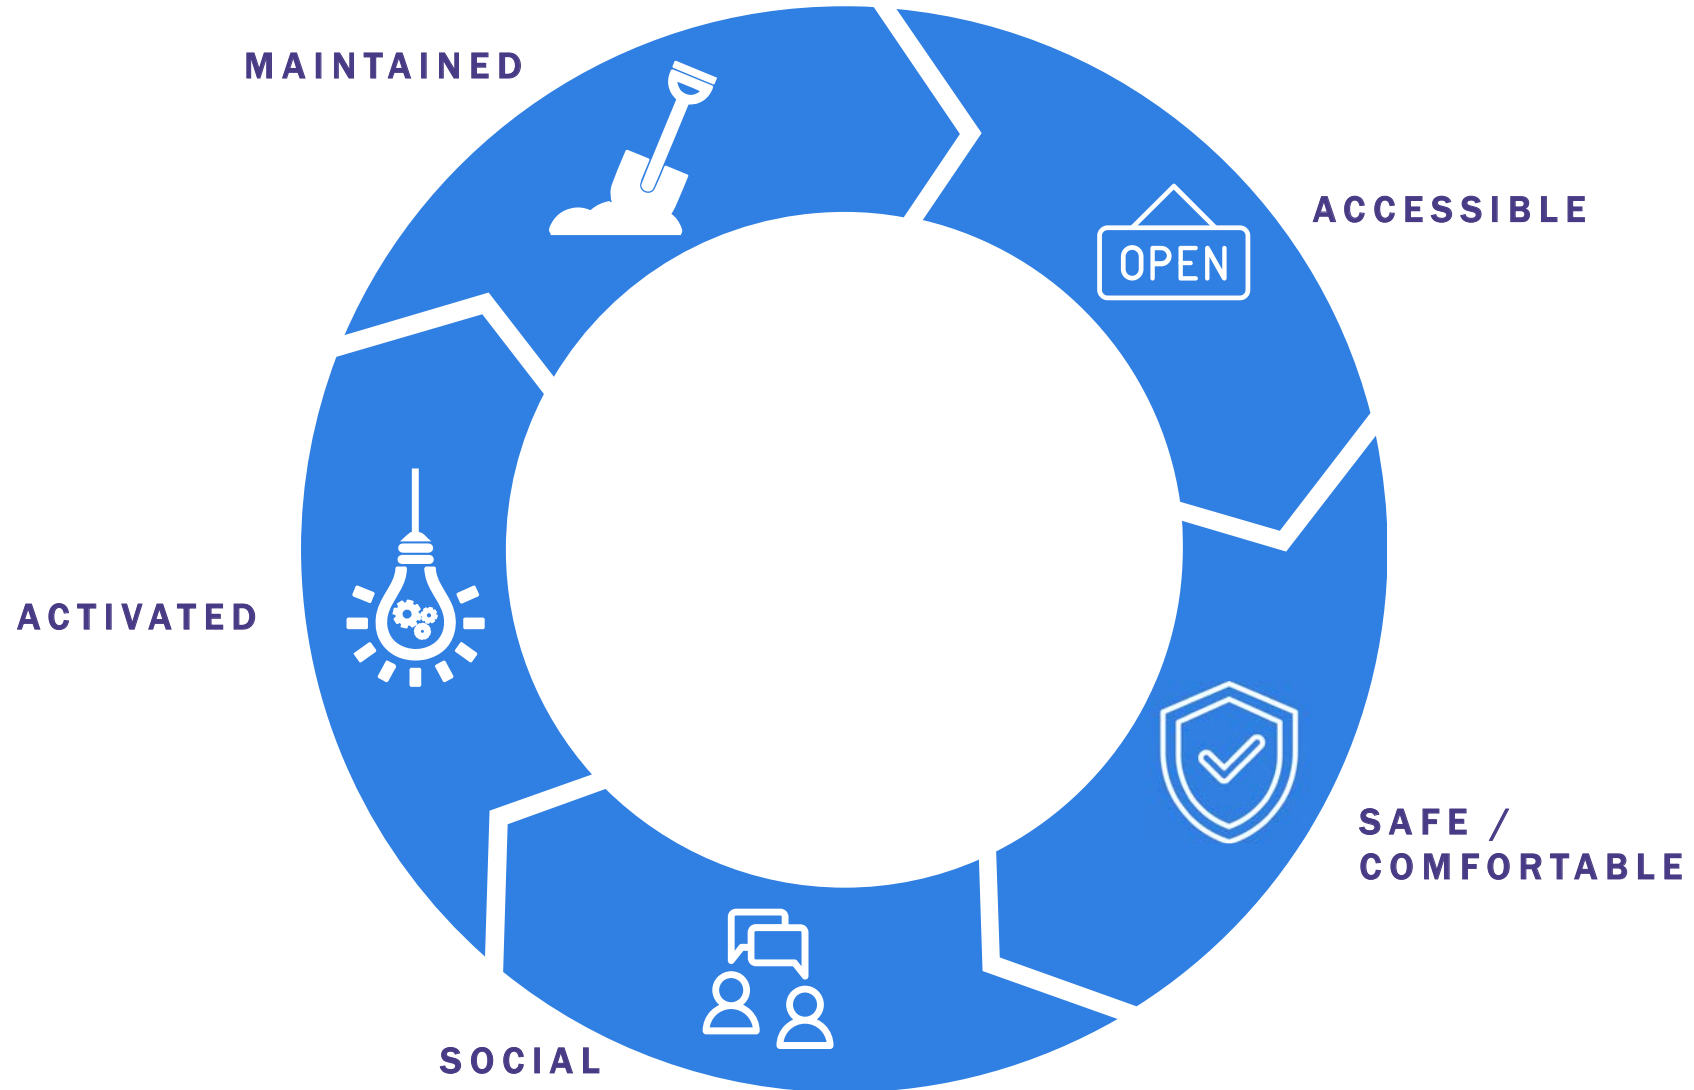 MAINTAINED
ACCESSIBLE
OPEN
ACTIVATED
SAFE /
COMFORTABLE
SOCIAL